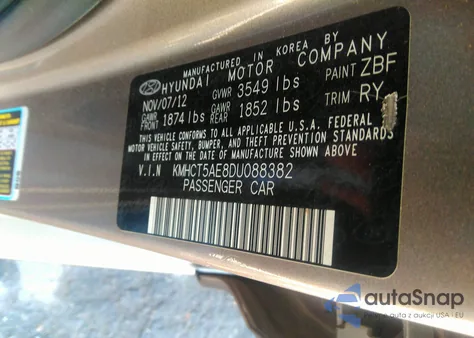 MANUFACTURED IN KOREA BY
HYUNDAI MOTOR COMPANY
NOV/07/12 GVWR 3549 lbs PAINT ZBF
GAWR FRONT 1874 lbs GAWR REAR 1852 lbs TRIM RY
THIS VEHICLE CONFORMS TO ALL APPLICABLE U.S.A. FEDERAL
MOTOR VEHICLE SAFETY, BUMPER, AND THEFT PREVENTION
STANDARDS IN EFFECT ON THE DATE OF MANUFACTURE
SHOWN ABOVE.
V.I.N KMHCT5AE8DU088382
PASSENGER CAR
autoSnap